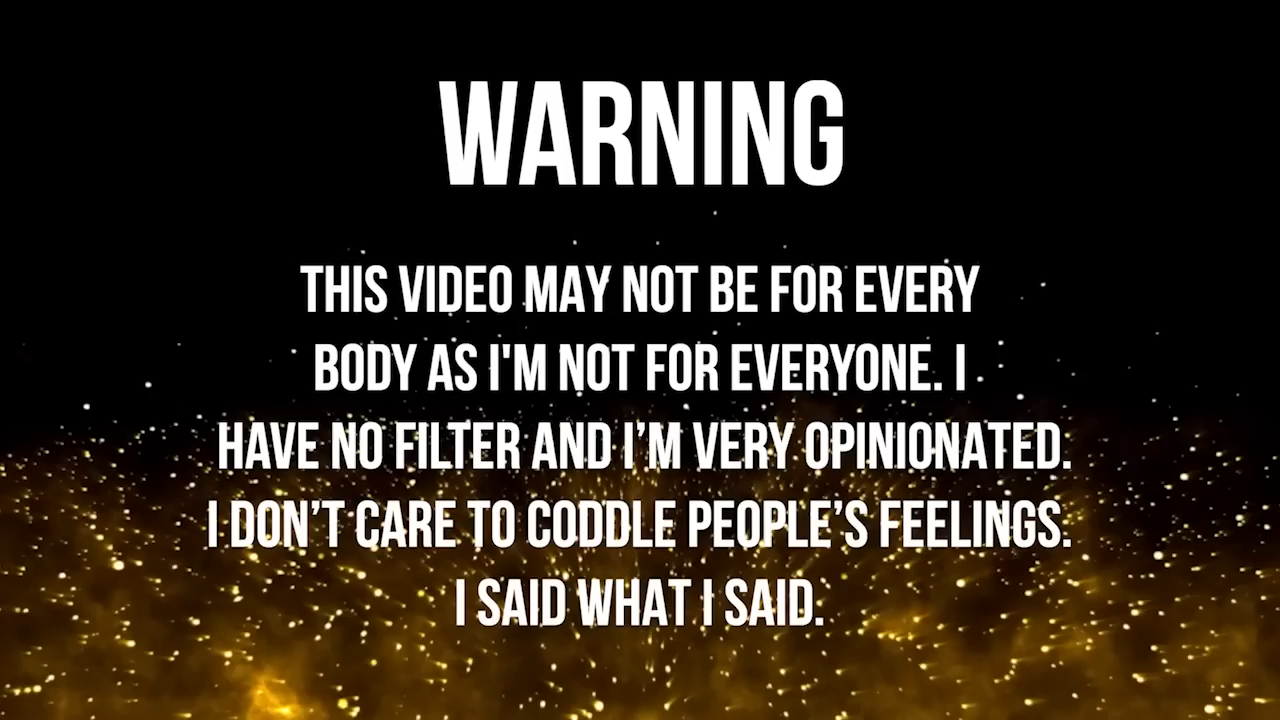 WARNING
THIS VIDEO MAY NOT BE FOR EVERY
BODY AS I'M NOT FOR EVERYONE. I
HAVE NO FILTER AND I’M VERY OPINIONATED.
I DON’T CARE TO CODDLE PEOPLE’S FEELINGS.
I SAID WHAT I SAID.